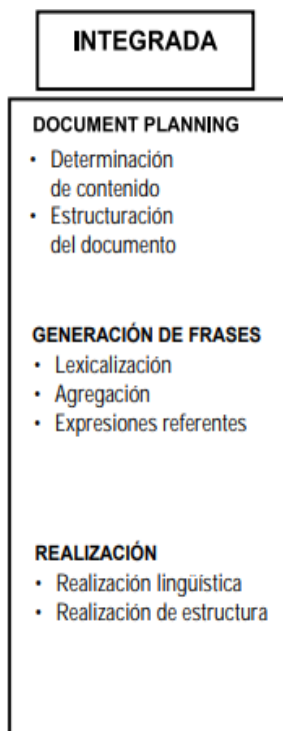 INTEGRADA
DOCUMENT PLANNING
• Determinación
de contenido
• Estructuración
del documento
GENERACIÓN DE FRASES
• Lexicalización
• Agregación
• Expresiones referentes
REALIZACIÓN
• Realización lingüística
• Realización de estructura